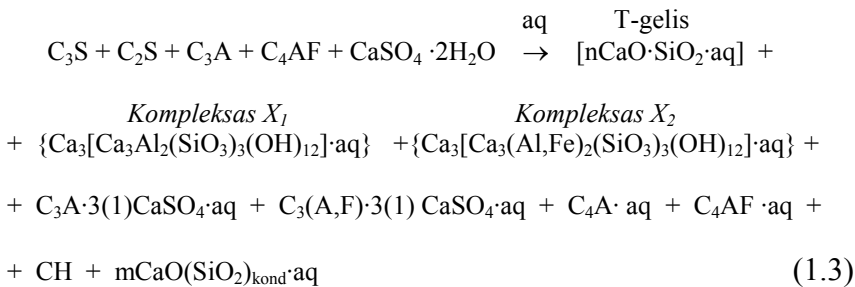 aq T-gelis
C₃S + C₂S + C₃A + C₄AF + CaSO₄ ·2H₂O → [nCaO·SiO₂·aq] +
Kompleksas X₁ Kompleksas X₂
+ {Ca₃[Ca₃Al₂(SiO₃)₃(OH)₁₂]·aq} +{Ca₃[Ca₃(Al,Fe)₂(SiO₃)₃(OH)₁₂]·aq} +
+ C₃A·3(1)CaSO₄·aq + C₃(A,F)·3(1) CaSO₄·aq + C₄A· aq + C₄AF ·aq +
+ CH + mCaO(SiO₂)kond·aq (1.3)